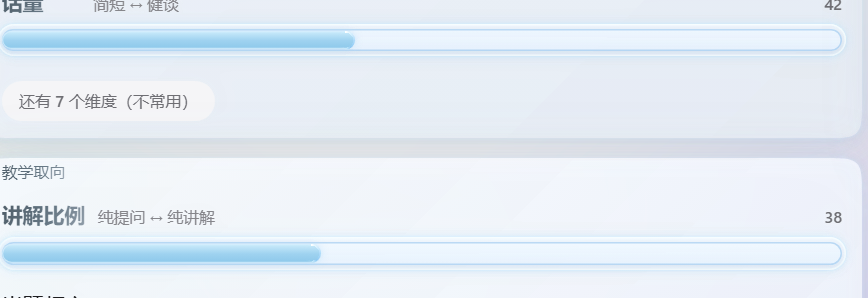 话量 简短 ↔ 健谈 42
还有 7 个维度（不常用）
教学取向
讲解比例 纯提问 ↔ 纯讲解 38